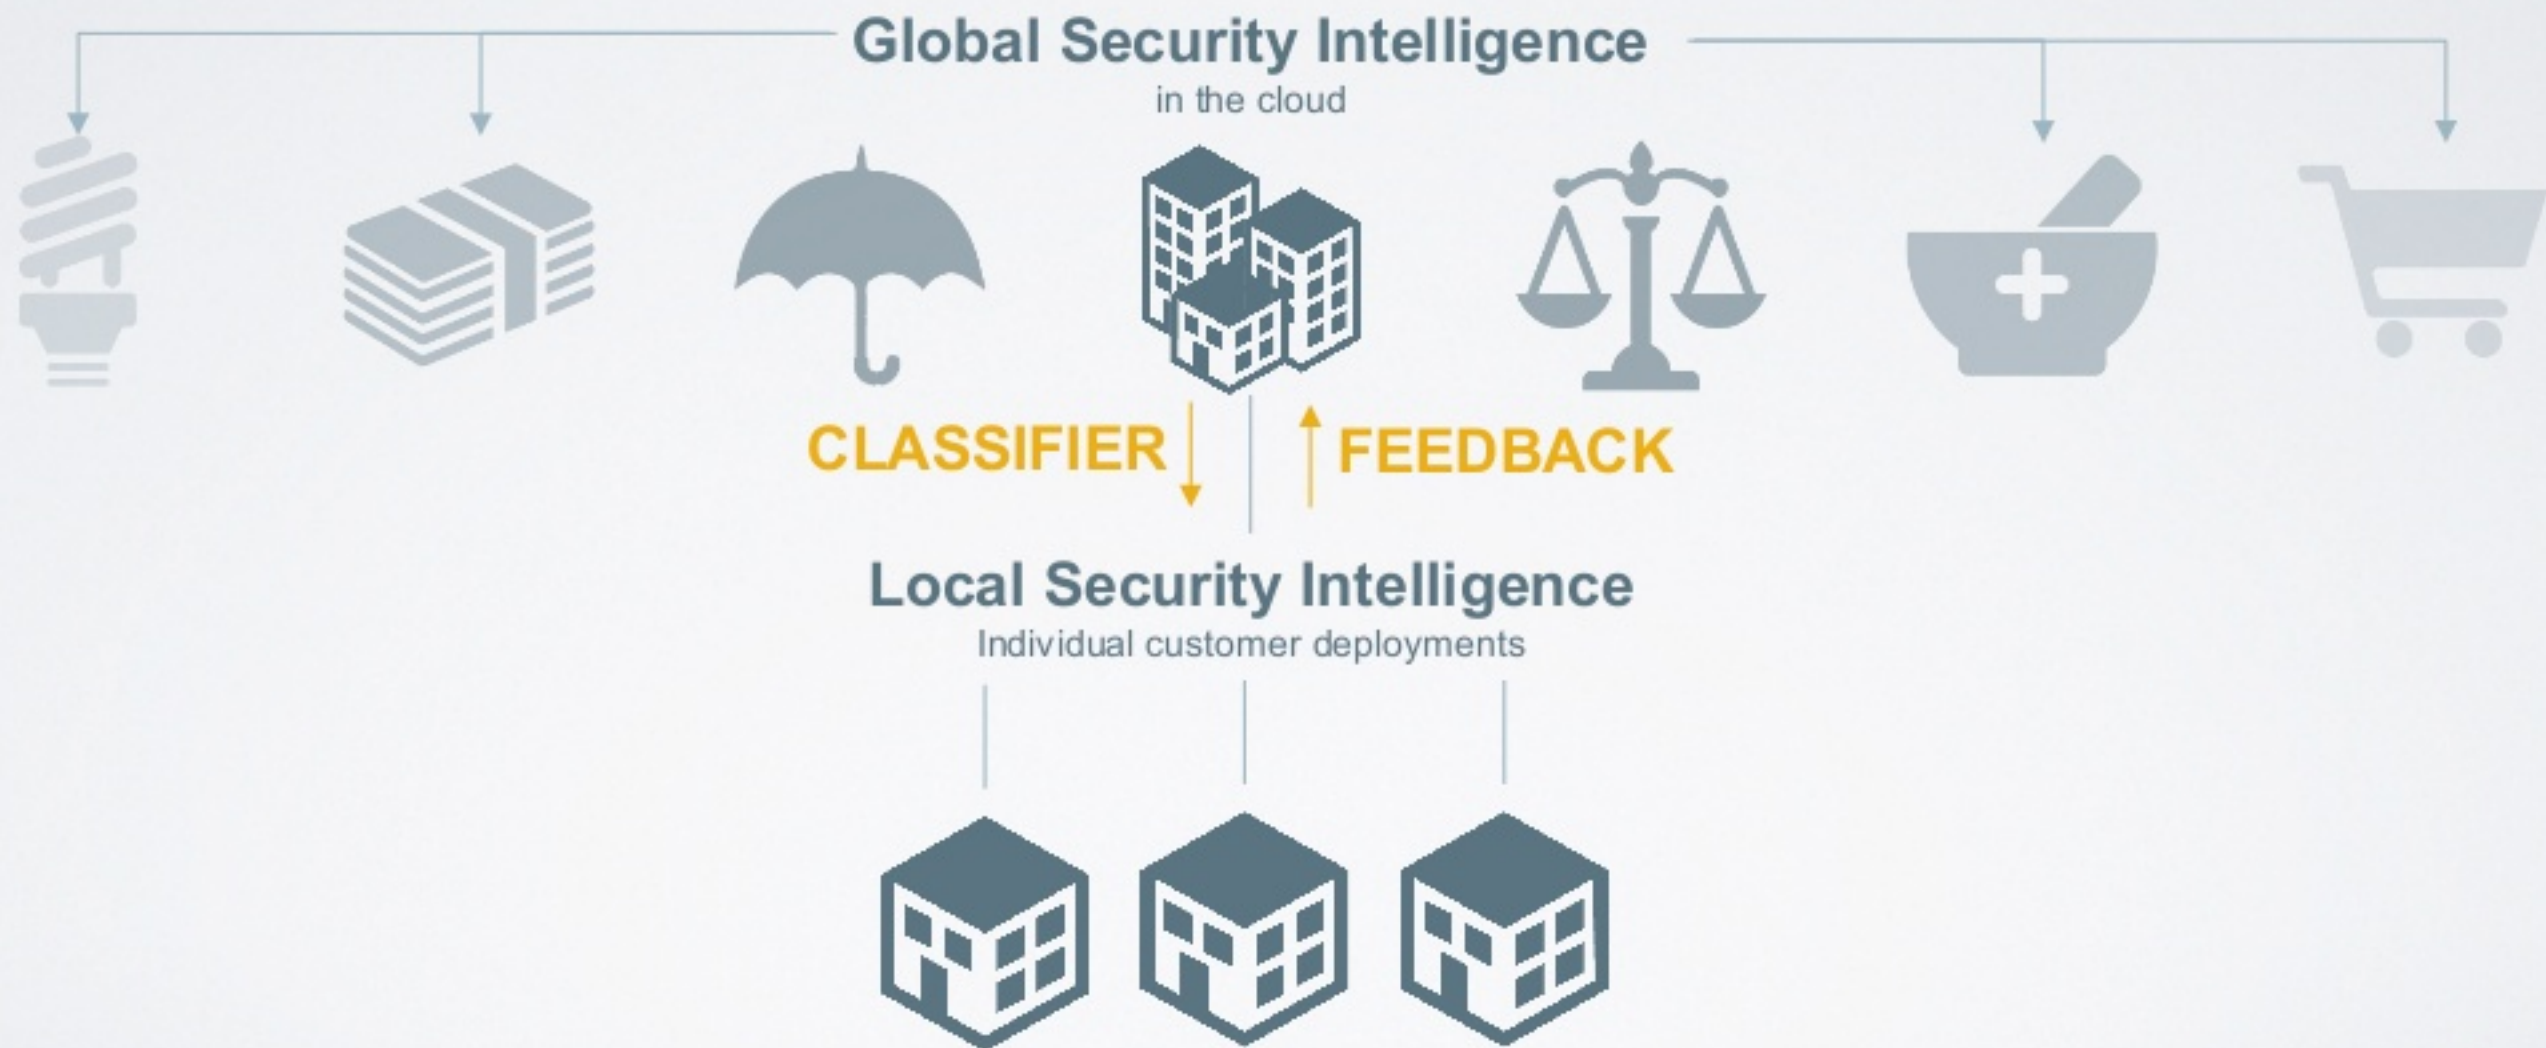 Global Security Intelligence
in the cloud
CLASSIFIER
FEEDBACK
Local Security Intelligence
Individual customer deployments